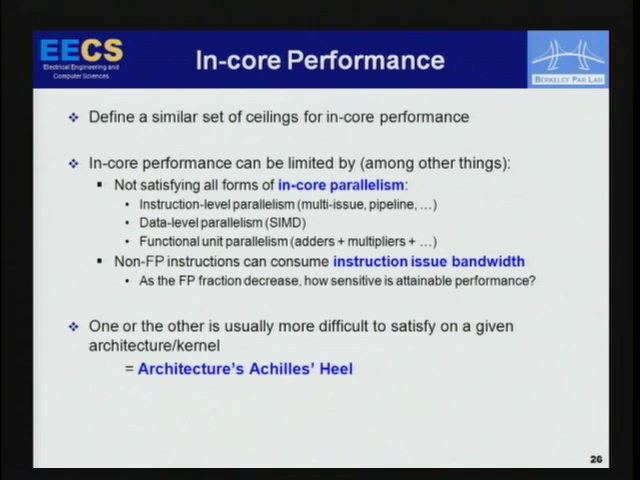 EECS
Electrical Engineering and
Computer Sciences
In-core Performance
BERKELEY PAR LAB
Define a similar set of ceilings for in-core performance
In-core performance can be limited by (among other things):
Not satisfying all forms of in-core parallelism:
Instruction-level parallelism (multi-issue, pipeline, …)
Data-level parallelism (SIMD)
Functional unit parallelism (adders + multipliers + …)
Non-FP instructions can consume instruction issue bandwidth
As the FP fraction decrease, how sensitive is attainable performance?
One or the other is usually more difficult to satisfy on a given
architecture/kernel
= Architecture's Achilles' Heel
26